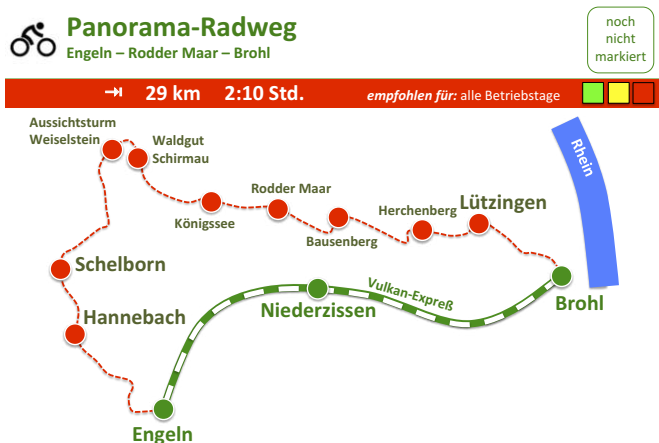 Panorama-Radweg
Engeln – Rodder Maar – Brohl
noch
nicht
markiert
29 km 2:10 Std. empfohlen für: alle Betriebstage
Aussichtsturm
Weiselstein
Waldgut
Schirmau
Rhein
Rodder Maar
Königssee
Herchenberg
Lützingen
Bausenberg
Schelborn
Vulkan-Expreß
Niederzissen
Brohl
Hannebach
Engeln